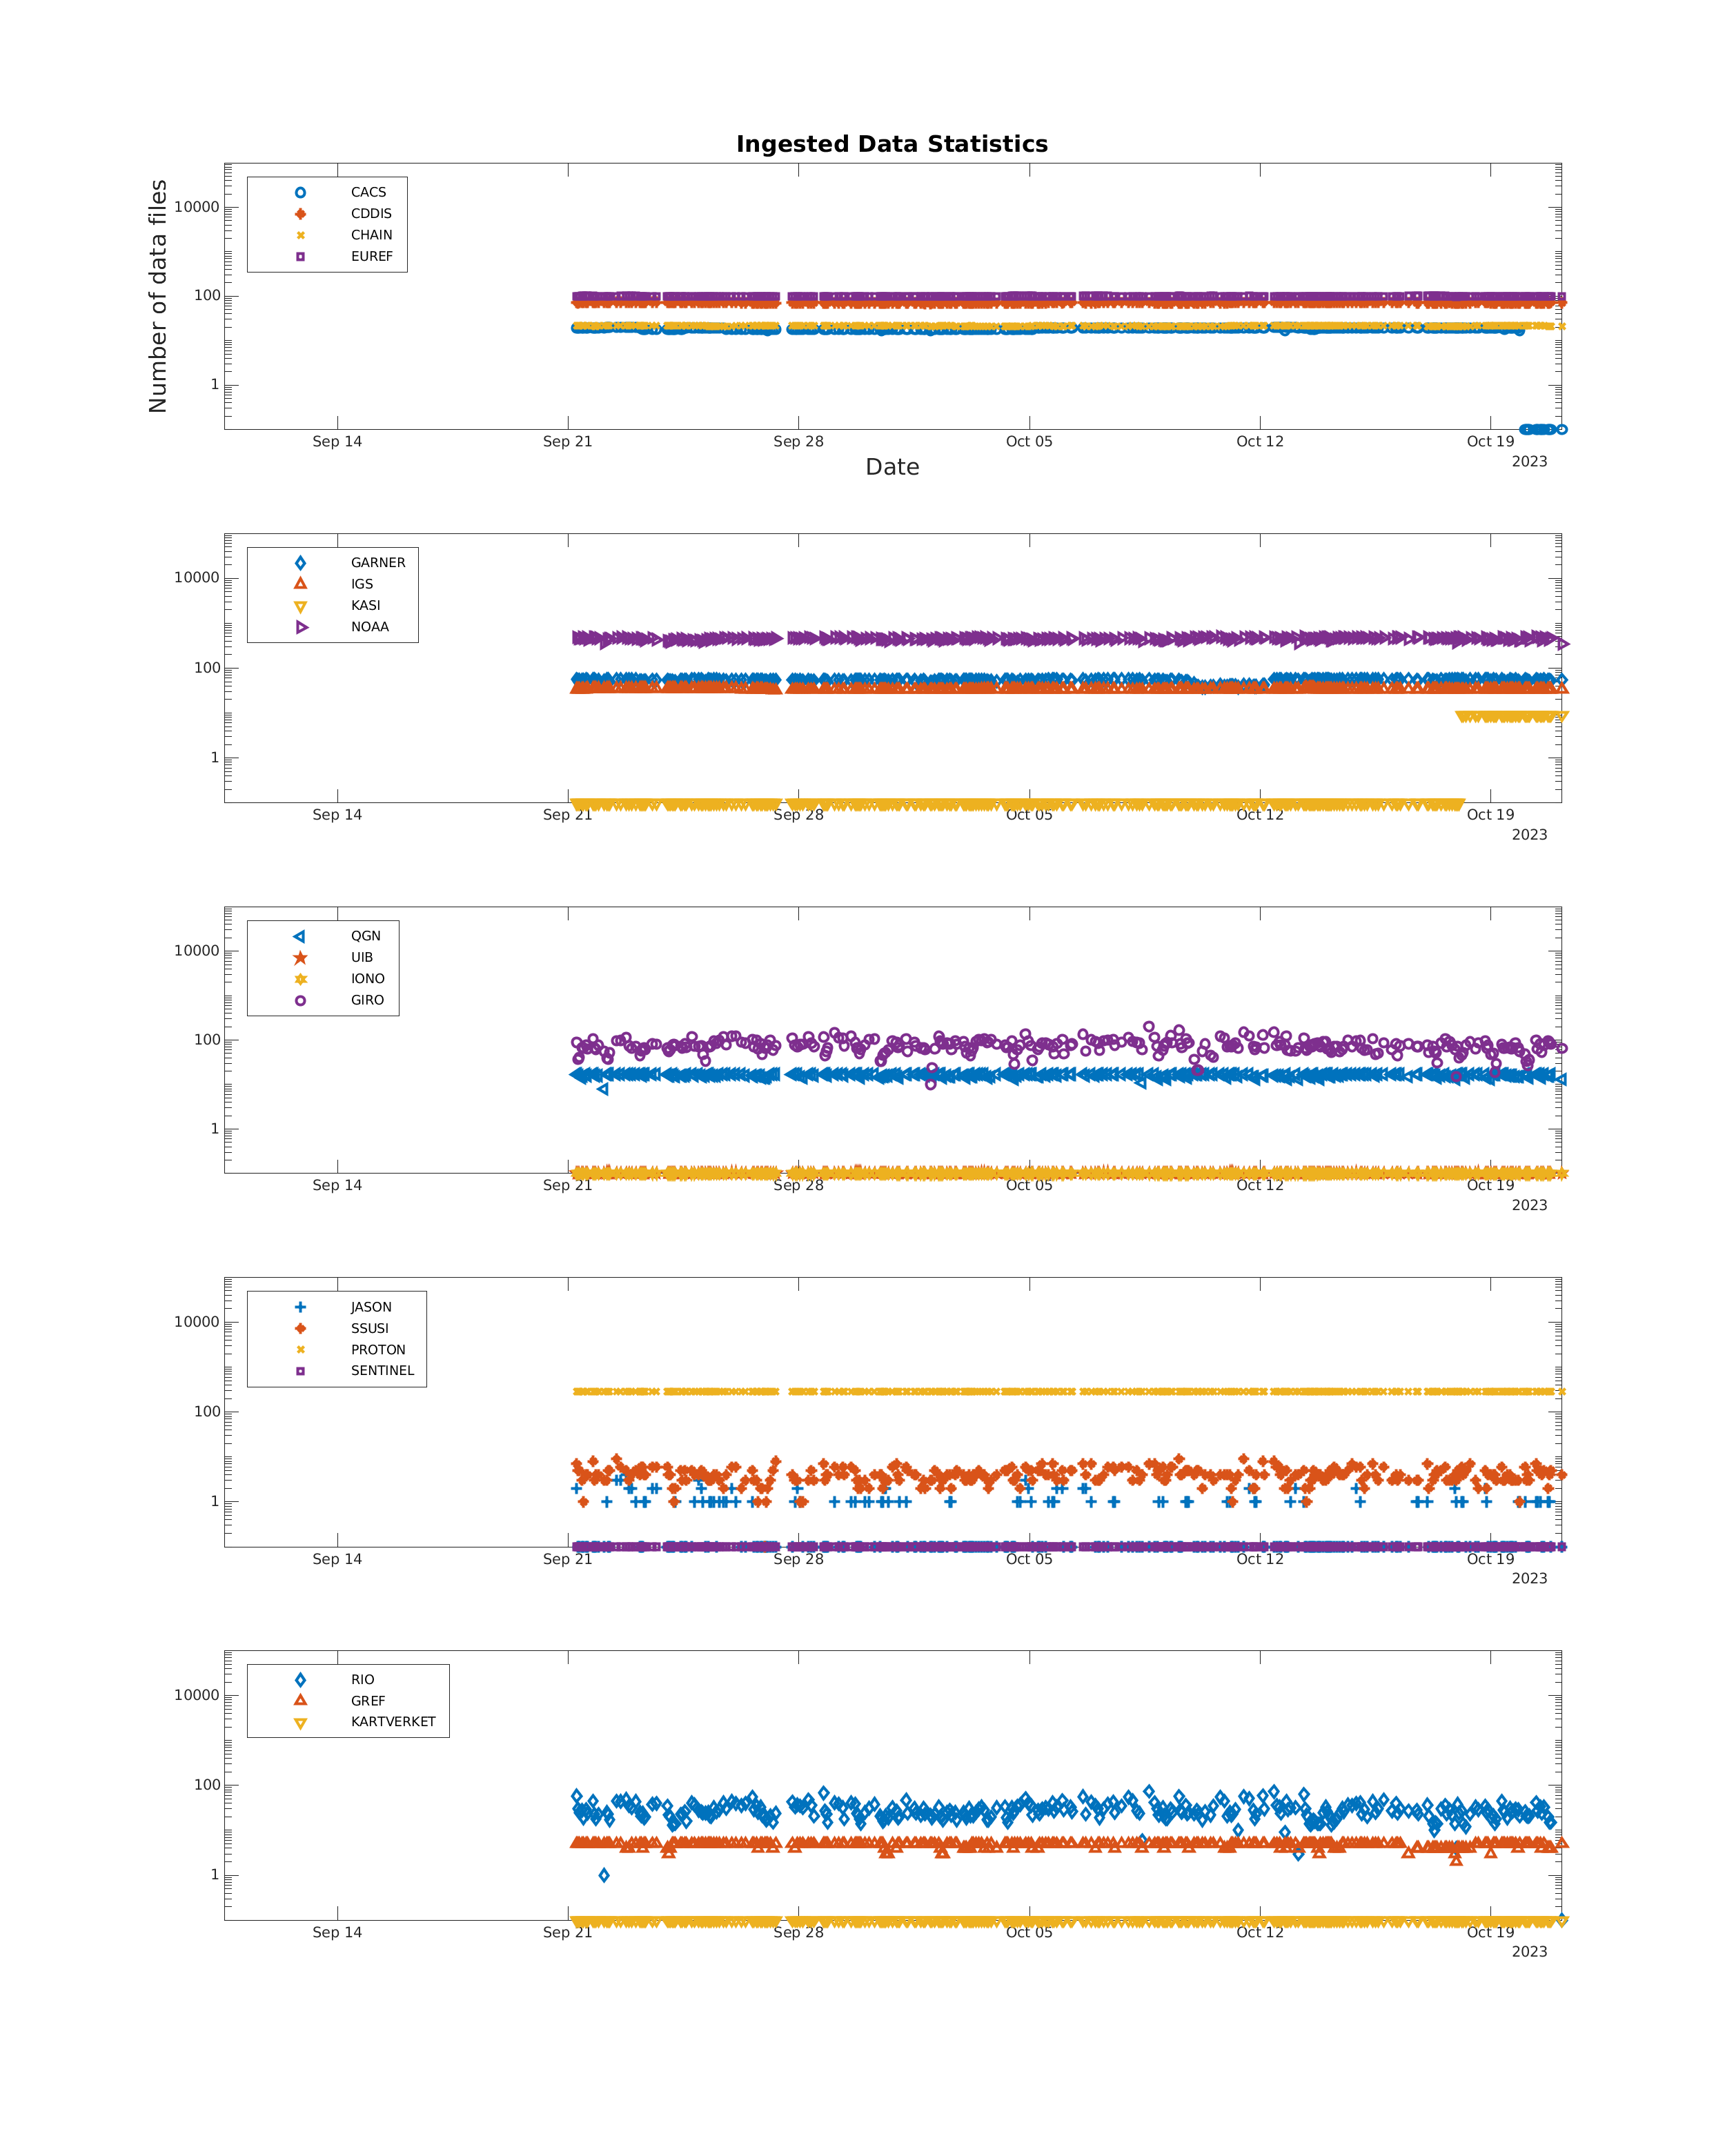 Ingested Data Statistics
Number of data files
10000
100
1
CACS
CDDIS
CHAIN
EUREF
Sep 14 Sep 21 Sep 28 Oct 05 Oct 12 Oct 19
2023
Date
10000
100
1
GARNER
IGS
KASI
NOAA
Sep 14 Sep 21 Sep 28 Oct 05 Oct 12 Oct 19
2023
10000
100
1
QGN
UIB
IONO
GIRO
Sep 14 Sep 21 Sep 28 Oct 05 Oct 12 Oct 19
2023
10000
100
1
JASON
SSUSI
PROTON
SENTINEL
Sep 14 Sep 21 Sep 28 Oct 05 Oct 12 Oct 19
2023
10000
100
1
RIO
GREF
KARTVERKET
Sep 14 Sep 21 Sep 28 Oct 05 Oct 12 Oct 19
2023